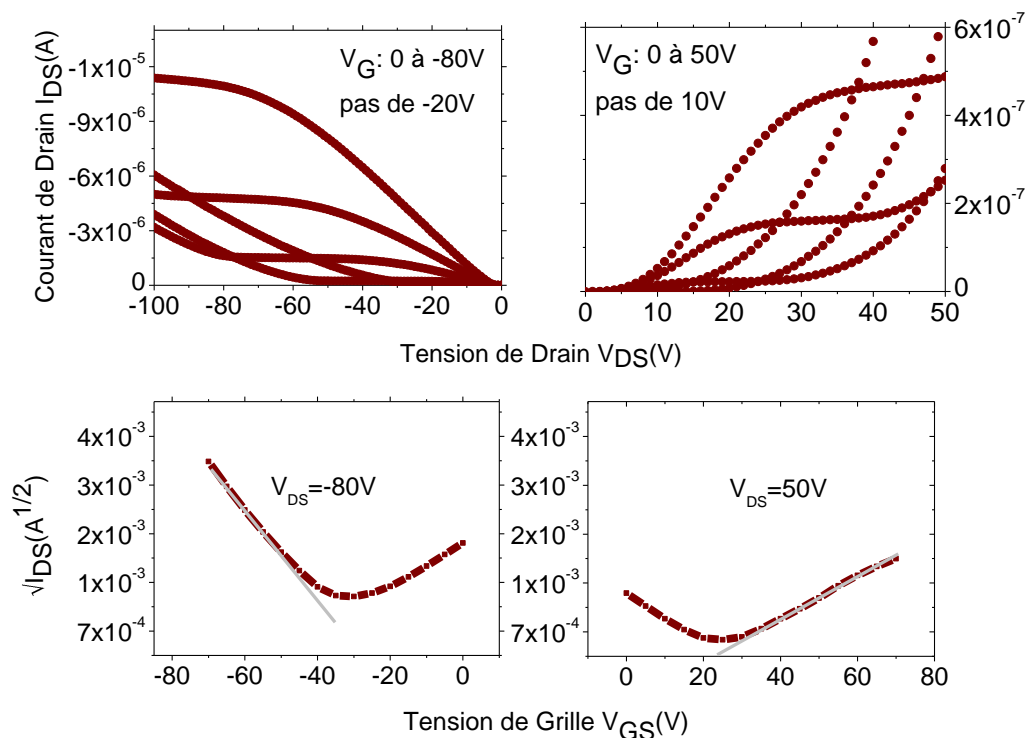 V_G: 0 à -80V
pas de -20V
-1x10^-5
-9x10^-6
-6x10^-6
-3x10^-6
0
-100 -80 -60 -40 -20 0
Courant de Drain I_DS(A)
V_G: 0 à 50V
pas de 10V
6x10^-7
4x10^-7
2x10^-7
0
0 10 20 30 40 50
Tension de Drain V_DS(V)
V_DS=-80V
4x10^-3
3x10^-3
2x10^-3
1x10^-3
7x10^-4
-80 -60 -40 -20 0
√I_DS(A^1/2)
V_DS=50V
4x10^-3
3x10^-3
2x10^-3
1x10^-3
7x10^-4
0 20 40 60 80
Tension de Grille V_GS(V)